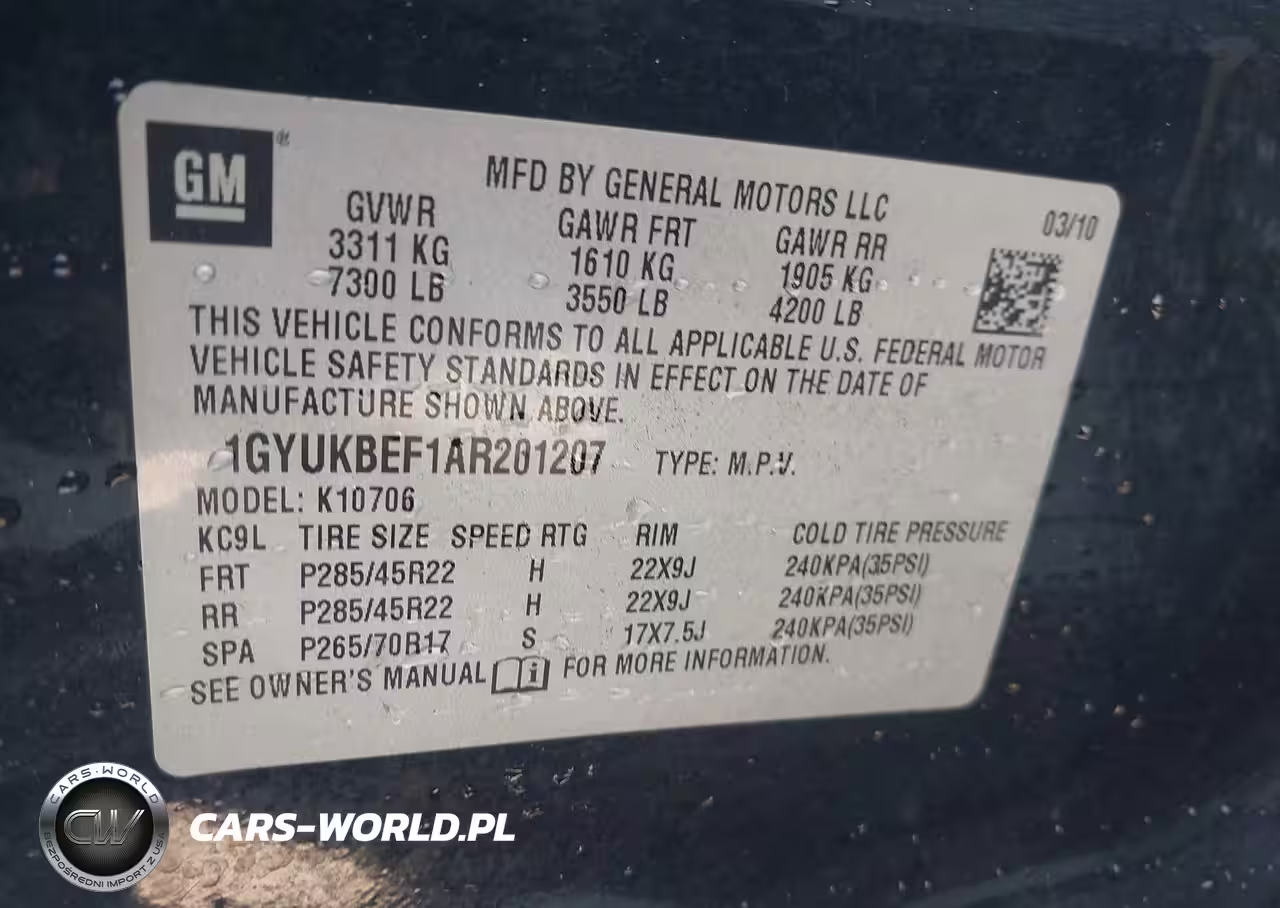 GM
MFD BY GENERAL MOTORS LLC
03/10
GVWR GAWR FRT GAWR RR
3311 KG 1610 KG 1905 KG
7300 LB 3550 LB 4200 LB
THIS VEHICLE CONFORMS TO ALL APPLICABLE U.S. FEDERAL MOTOR
VEHICLE SAFETY STANDARDS IN EFFECT ON THE DATE OF
MANUFACTURE SHOWN ABOVE.
1GYUKBEF1AR201207 TYPE: M.P.V.
MODEL: K10706
KC9L TIRE SIZE SPEED RTG RIM COLD TIRE PRESSURE
FRT P285/45R22 H 22X9J 240KPA(35PSI)
RR P285/45R22 H 22X9J 240KPA(35PSI)
SPA P265/70R17 S 17X7.5J 240KPA(35PSI)
SEE OWNER'S MANUAL i FOR MORE INFORMATION.
CARS-WORLD
CW
BEZPOŚREDNI IMPORT Z USA
CARS-WORLD.PL